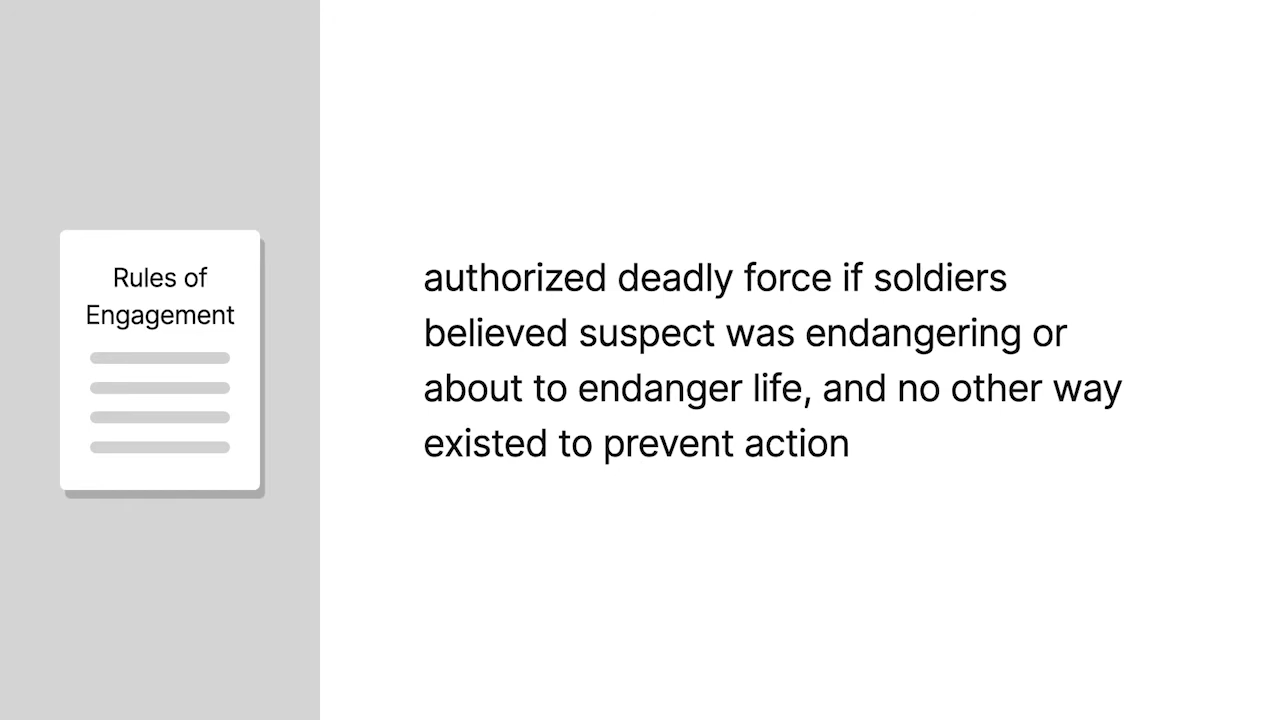 Rules of
Engagement
authorized deadly force if soldiers
believed suspect was endangering or
about to endanger life, and no other way
existed to prevent action